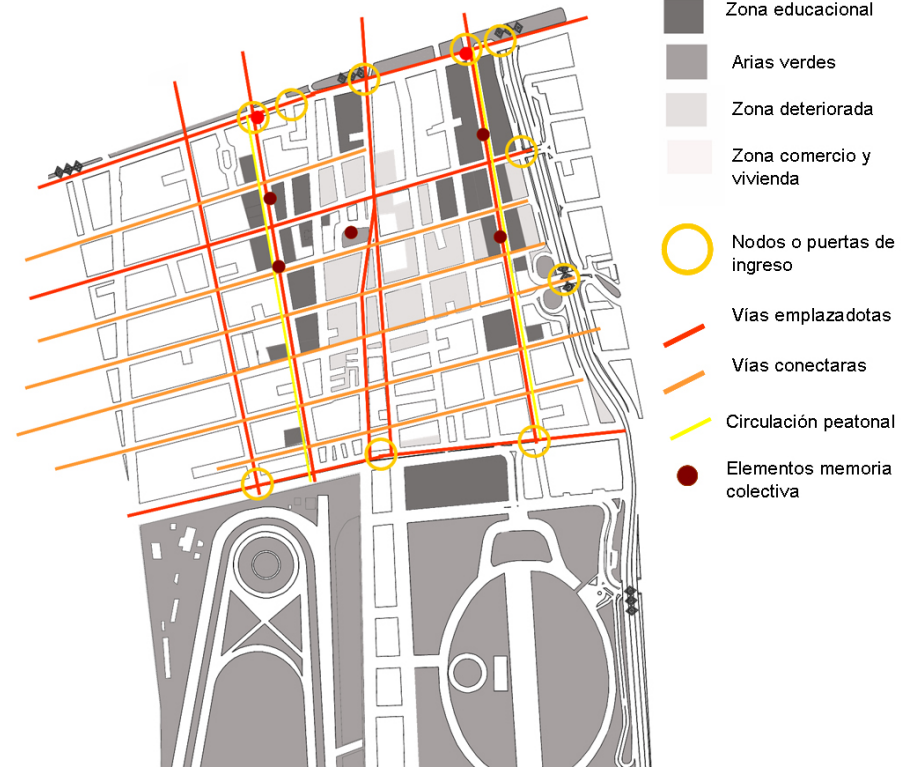 Zona educacional
Arias verdes
Zona deteriorada
Zona comercio y
vivienda
Nodos o puertas de
ingreso
Vías emplazadotas
Vías conectaras
Circulación peatonal
Elementos memoria
colectiva